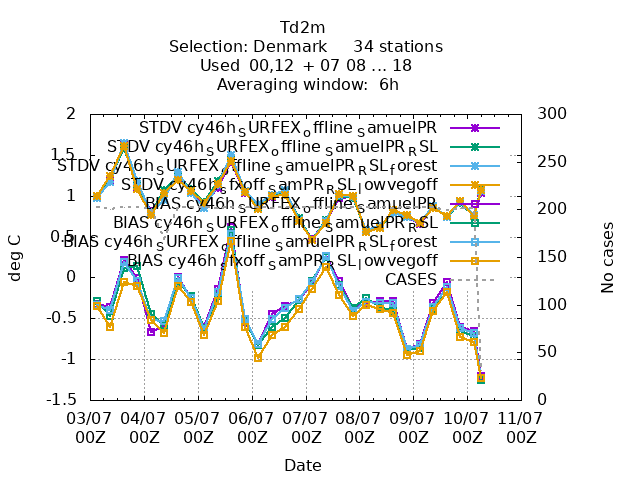 Td2m
Selection: Denmark 34 stations
Used 00,12 + 07 08 ... 18
Averaging window: 6h
2
1.5
1
0.5
0
-0.5
-1
-1.5
deg C
300
250
200
150
100
50
0
No cases
STDV cy46h_SURFEX_offline_SamuelPR
STDV cy46h_SURFEX_offline_SamuelPR_RSL
STDV cy46h_SURFEX_offline_SamuelPR_RSL_forest
STDV cy46h_sfxoff_SamPR_RSL_lowvegoff
BIAS cy46h_SURFEX_offline_SamuelPR
BIAS cy46h_SURFEX_offline_SamuelPR_RSL
BIAS cy46h_SURFEX_offline_SamuelPR_RSL_forest
BIAS cy46h_sfxoff_SamPR_RSL_lowvegoff
CASES
03/07 04/07 05/07 06/07 07/07 08/07 09/07 10/07 11/07
00Z 00Z 00Z 00Z 00Z 00Z 00Z 00Z 00Z
Date